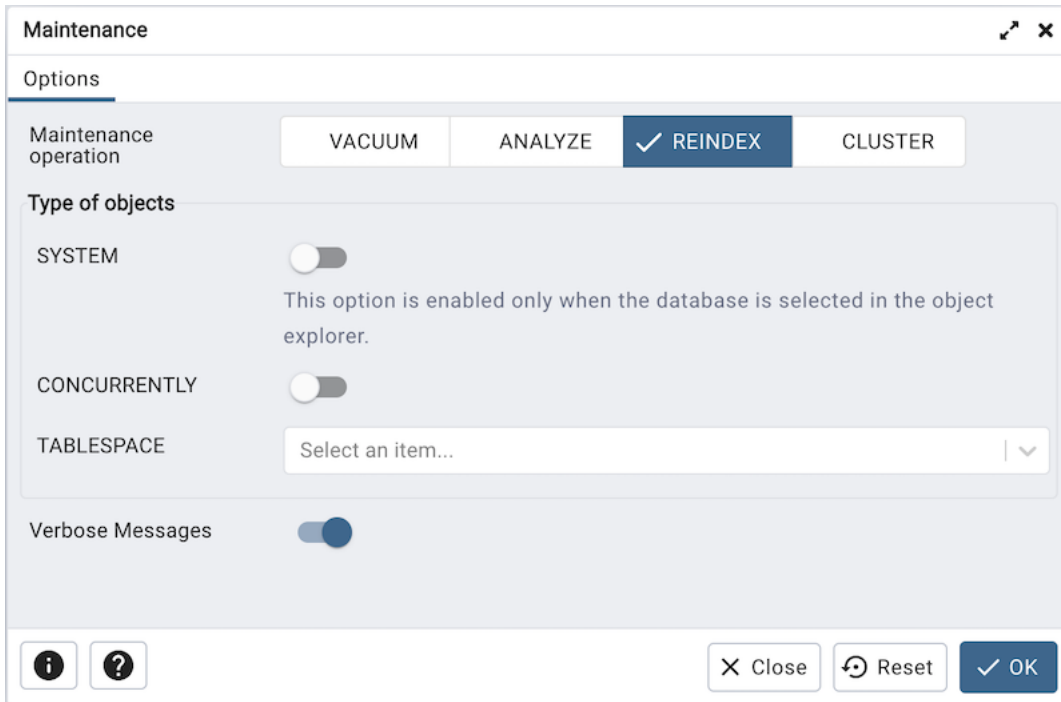 Maintenance
Options
Maintenance
operation
VACUUM ANALYZE REINDEX CLUSTER
Type of objects
SYSTEM
This option is enabled only when the database is selected in the object
explorer.
CONCURRENTLY
TABLESPACE Select an item...
Verbose Messages
Close Reset OK